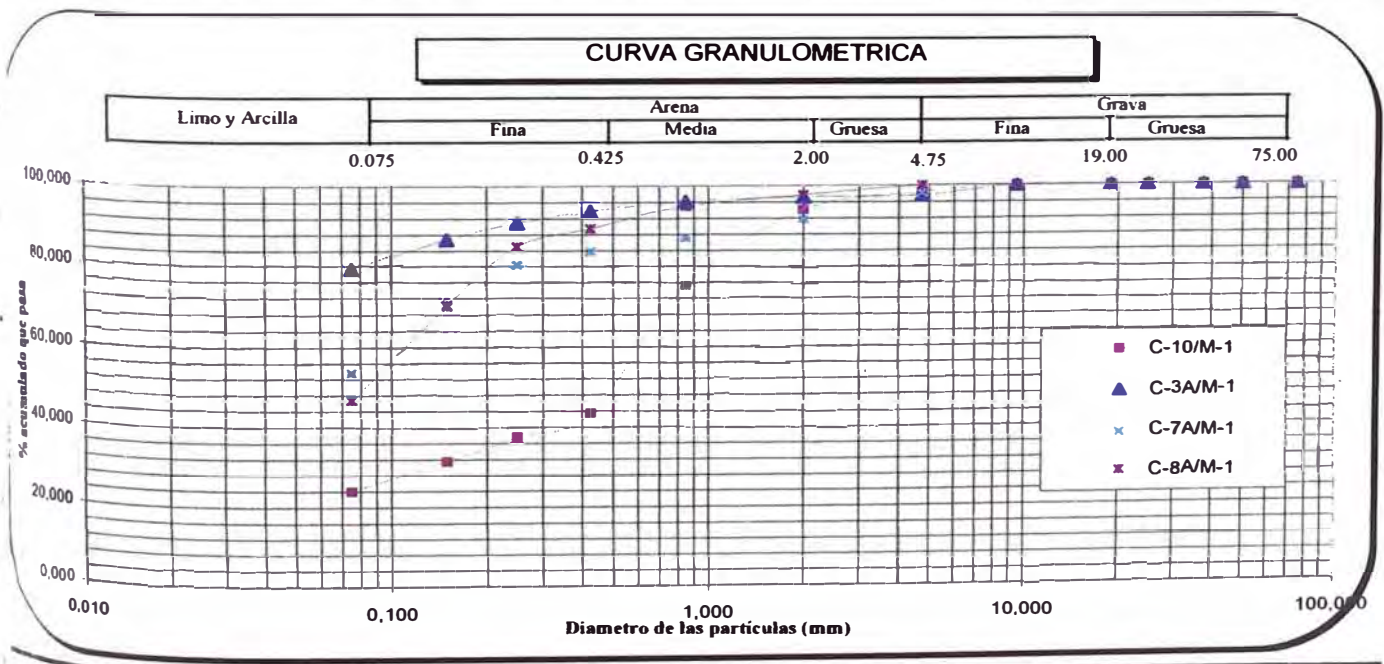 CURVA GRANULOMETRICA
Limo y Arcilla
Arena
Grava
Fina Media Gruesa Fina Gruesa
0.075 0.425 2.00 4.75 19.00 75.00
100,000
80,000
60,000
40,000
20,000
0,000
% acumulado que pasa
C-10/M-1
C-3A/M-1
C-7A/M-1
C-8A/M-1
0.010 0,100 1,000 10,000 100,000
Diametro de las partículas (mm)